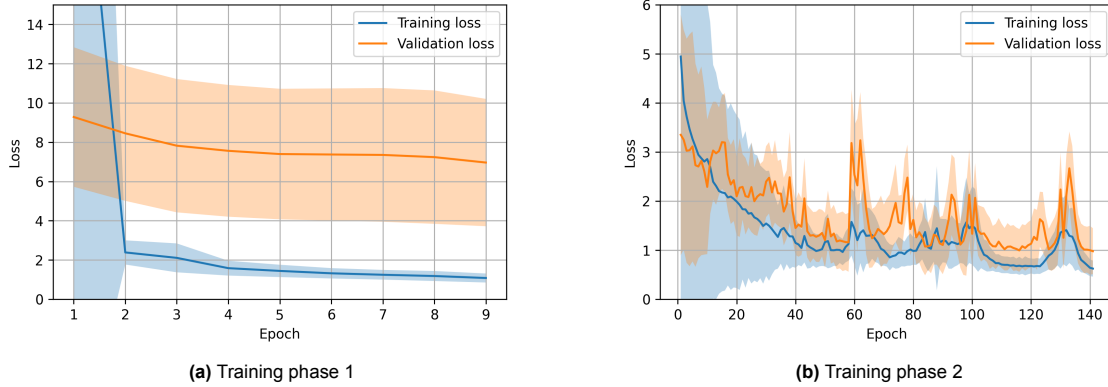 14
12
10
8
6
4
2
0
Loss
Training loss
Validation loss
1 2 3 4 5 6 7 8 9
Epoch
(a) Training phase 1
6
5
4
3
2
1
0
Loss
Training loss
Validation loss
0 20 40 60 80 100 120 140
Epoch
(b) Training phase 2